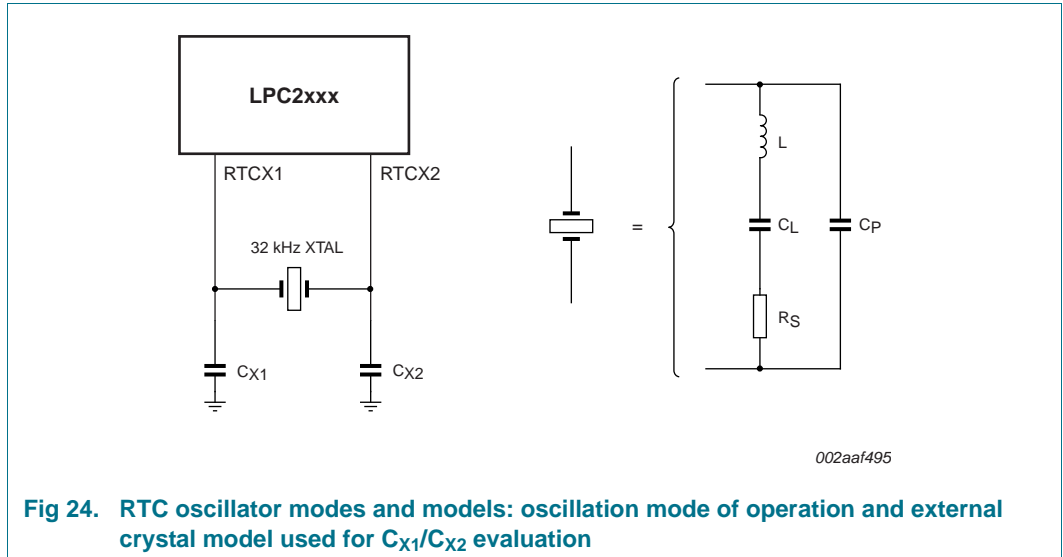 LPC2xxx
RTCX1
RTCX2
32 kHz XTAL
CX1
CX2
=
L
CL
CP
RS
002aaf495
Fig 24. RTC oscillator modes and models: oscillation mode of operation and external
crystal model used for CX1/CX2 evaluation